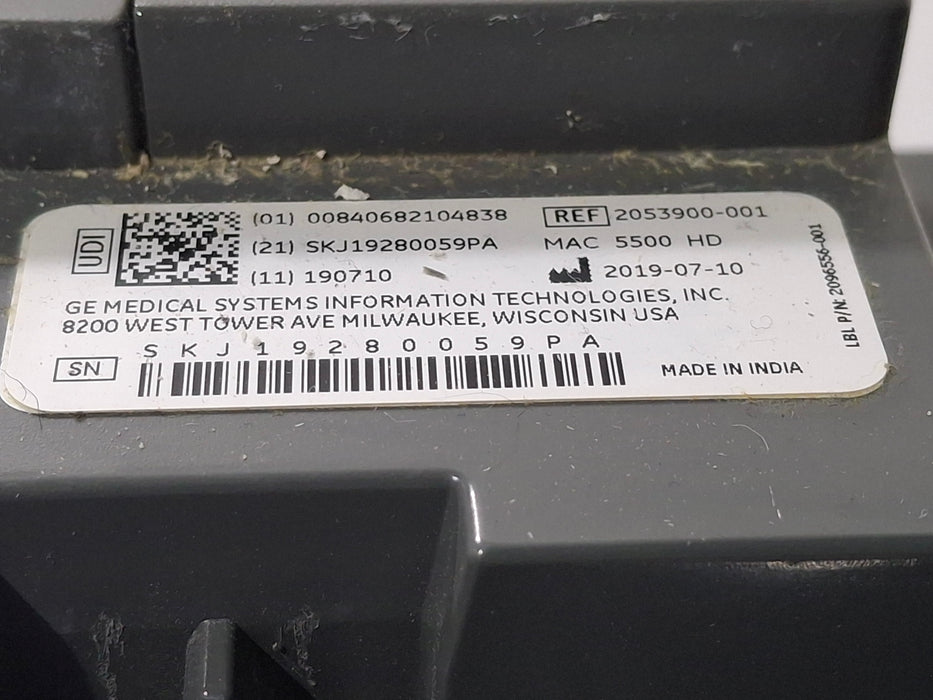 UDI
(01) 00840682104838
(21) SKJ19280059PA
(11) 190710
REF 2053900-001
MAC 5500 HD
2019-07-10
GE MEDICAL SYSTEMS INFORMATION TECHNOLOGIES, INC.
8200 WEST TOWER AVE MILWAUKEE, WISCONSIN USA
SKJ19280059PA
SN
MADE IN INDIA
LBL P/N: 2096556-001